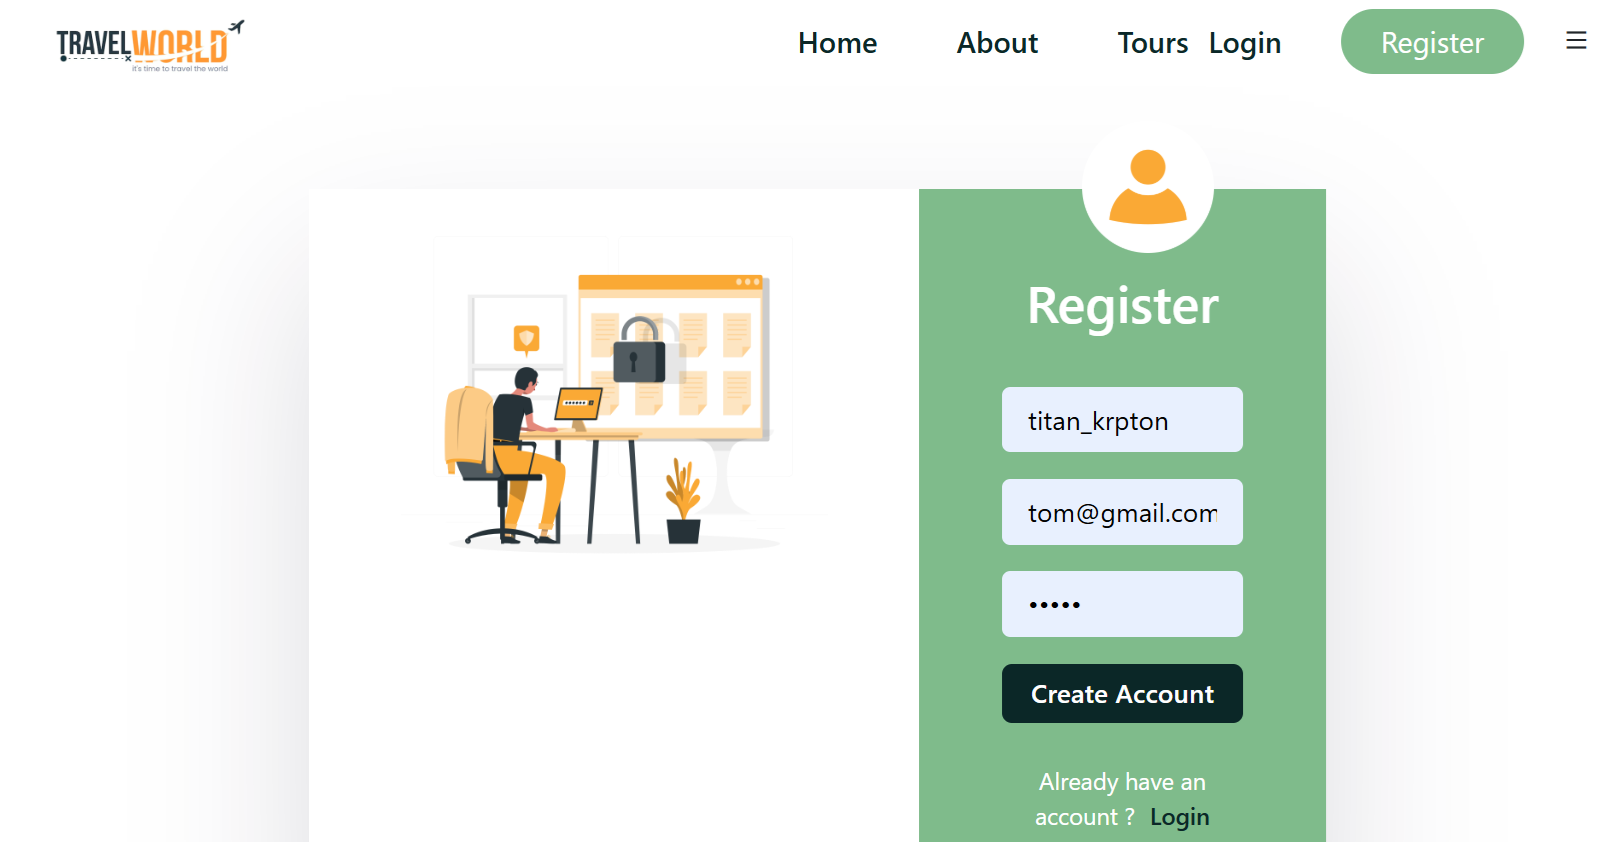 TRAVELWORLD
it's time to travel the world
Home About Tours Login Register
Register
titan_krpton
tom@gmail.com
•••••
Create Account
Already have an
account ? Login